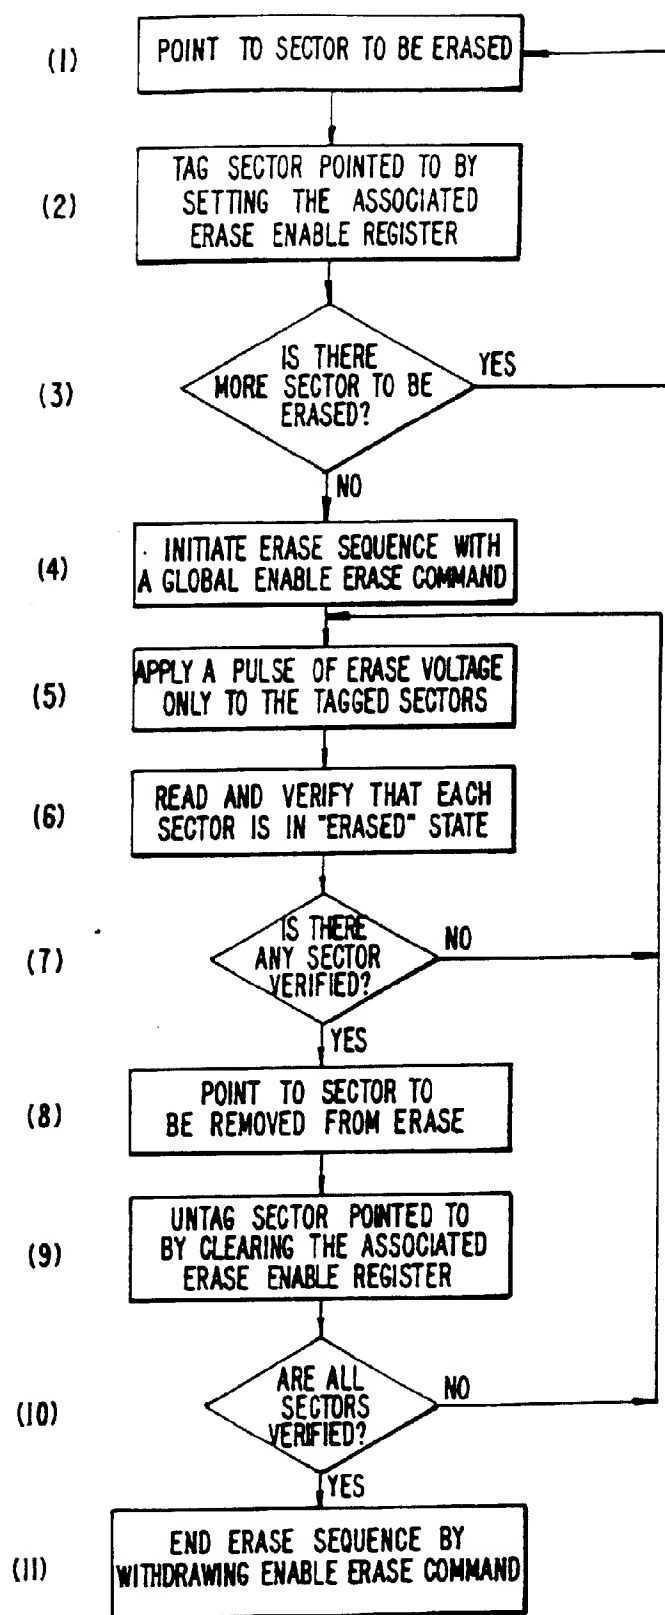 (1)
POINT TO SECTOR TO BE ERASED
(2)
TAG SECTOR POINTED TO BY
SETTING THE ASSOCIATED
ERASE ENABLE REGISTER
(3)
IS THERE
MORE SECTOR TO BE
ERASED?
YES
NO
(4)
INITIATE ERASE SEQUENCE WITH
A GLOBAL ENABLE ERASE COMMAND
(5)
APPLY A PULSE OF ERASE VOLTAGE
ONLY TO THE TAGGED SECTORS
(6)
READ AND VERIFY THAT EACH
SECTOR IS IN "ERASED" STATE
(7)
IS THERE
ANY SECTOR
VERIFIED?
NO
YES
(8)
POINT TO SECTOR TO
BE REMOVED FROM ERASE
(9)
UNTAG SECTOR POINTED TO
BY CLEARING THE ASSOCIATED
ERASE ENABLE REGISTER
(10)
ARE ALL
SECTORS
VERIFIED?
NO
YES
(11)
END ERASE SEQUENCE BY
WITHDRAWING ENABLE ERASE COMMAND